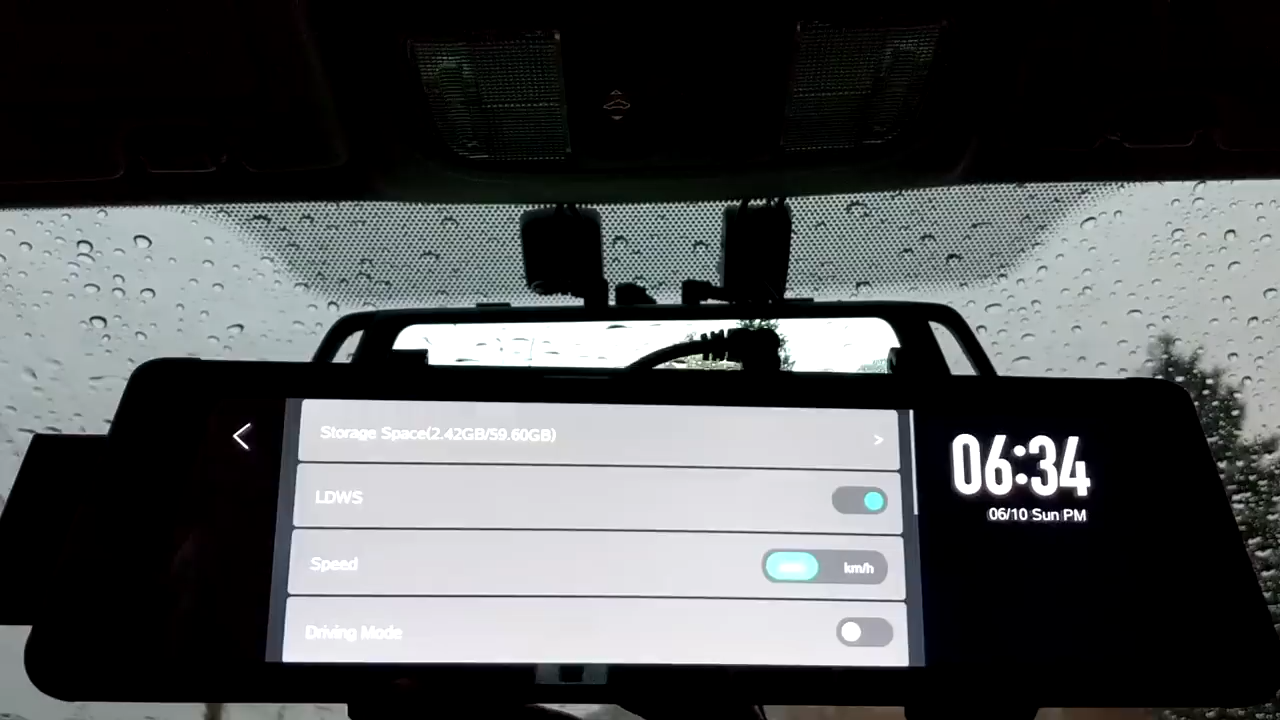 Storage Space(2.42GB/59.60GB) >
LDWS
Speed km/h
Driving Mode
06:34
06/10 Sun PM